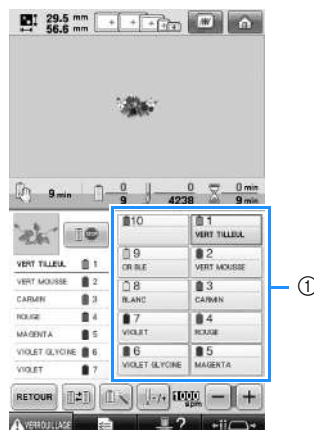 29.5 mm
56.6 mm
9 min
0
9
0
4238
0 min
9 min
VERT TILLEUL 1
VERT MOUSSE 2
CARMIN 3
ROUGE 4
MAGENTA 5
VIOLET GLYCINE 6
VIOLET 7
10
1
VERT TILLEUL
9
OR BLE
2
VERT MOUSSE
8
BLANC
3
CARMIN
7
VIOLET
4
ROUGE
6
VIOLET GLYCINE
5
MAGENTA
①
RETOUR
1000
spm
VERROUILLAGE